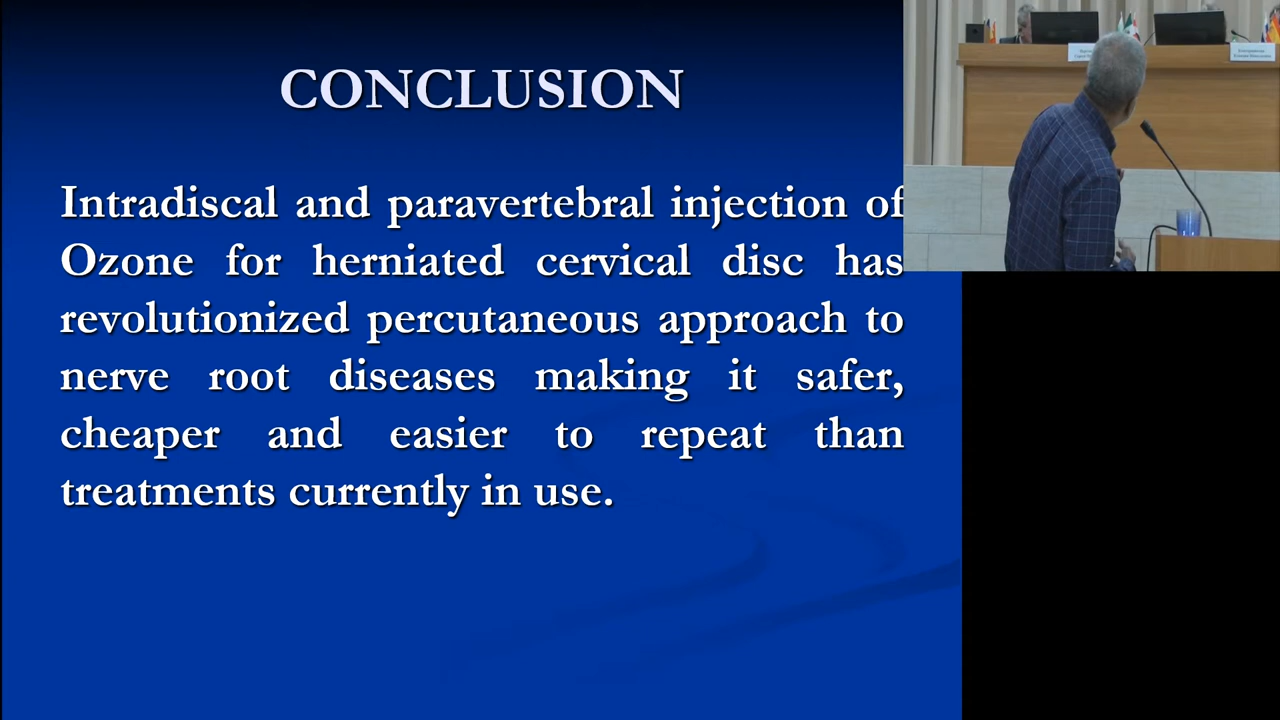 CONCLUSION
Intradiscal and paravertebral injection of
Ozone for herniated cervical disc has
revolutionized percutaneous approach to
nerve root diseases making it safer,
cheaper and easier to repeat than
treatments currently in use.